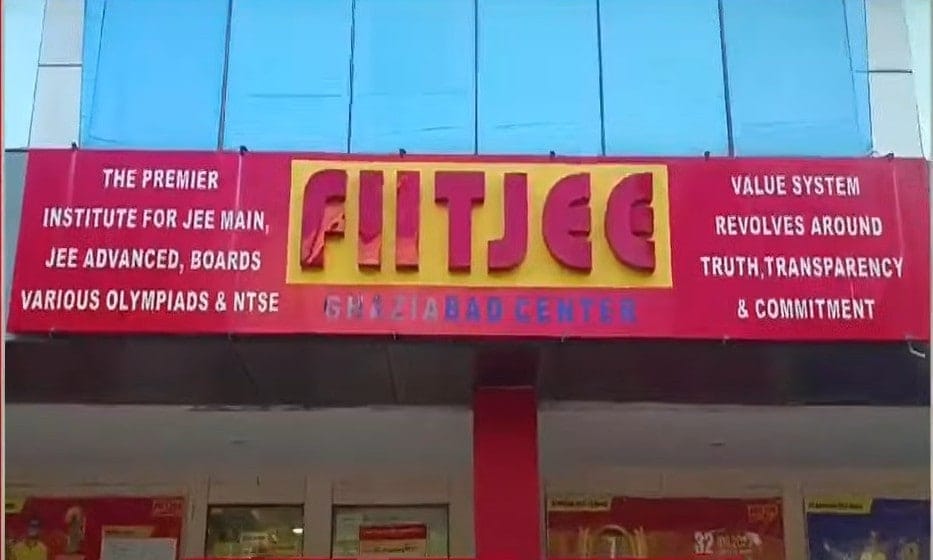 THE PREMIER
INSTITUTE FOR JEE MAIN,
JEE ADVANCED, BOARDS
VARIOUS OLYMPIADS & NTSE
FIITJEE
GHAZIABAD CENTER
VALUE SYSTEM
REVOLVES AROUND
TRUTH,TRANSPARENCY
& COMMITMENT
32